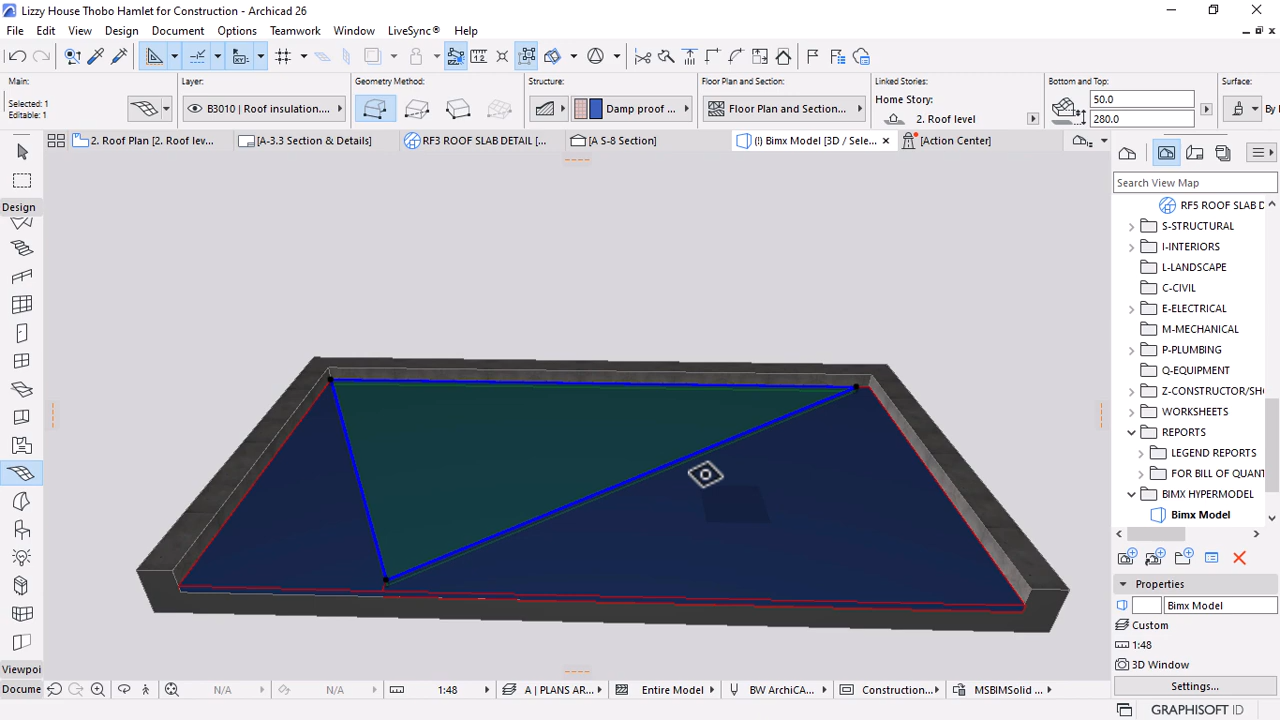 Lizzy House Thobo Hamlet for Construction - Archicad 26
File Edit View Design Document Options Teamwork Window LiveSync® Help
Main: Layer: Geometry Method: Structure: Floor Plan and Section: Linked Stories: Bottom and Top: Surface:
Selected: 1
Editable: 1
B3010 | Roof insulation... Damp proof ... Floor Plan and Section... Home Story: 50.0 By l
2. Roof level 280.0
2. Roof Plan [2. Roof lev... [A-3.3 Section & Details] RF3 ROOF SLAB DETAIL [... [A S-8 Section] (!) Bimx Model [3D / Sele... [Action Center]
Search View Map
Design
RF5 ROOF SLAB D
S-STRUCTURAL
I-INTERIORS
L-LANDSCAPE
C-CIVIL
E-ELECTRICAL
M-MECHANICAL
P-PLUMBING
Q-EQUIPMENT
Z-CONSTRUCTOR/SH
WORKSHEETS
REPORTS
LEGEND REPORTS
FOR BILL OF QUANT
BIMX HYPERMODEL
Bimx Model
Properties
Bimx Model
Custom
1:48
3D Window
Settings...
Viewpoi
Docume N/A N/A 1:48 A | PLANS AR... Entire Model BW ArchiCA... Construction... MSBIMSolid ...
GRAPHISOFT ID